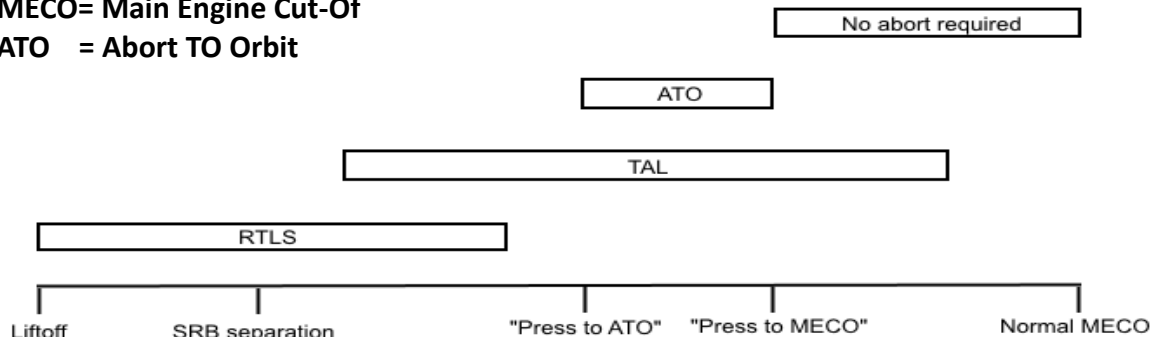 MECO= Main Engine Cut-Of
ATO = Abort TO Orbit
No abort required
ATO
TAL
RTLS
Liftoff
SRB separation
"Press to ATO"
"Press to MECO"
Normal MECO